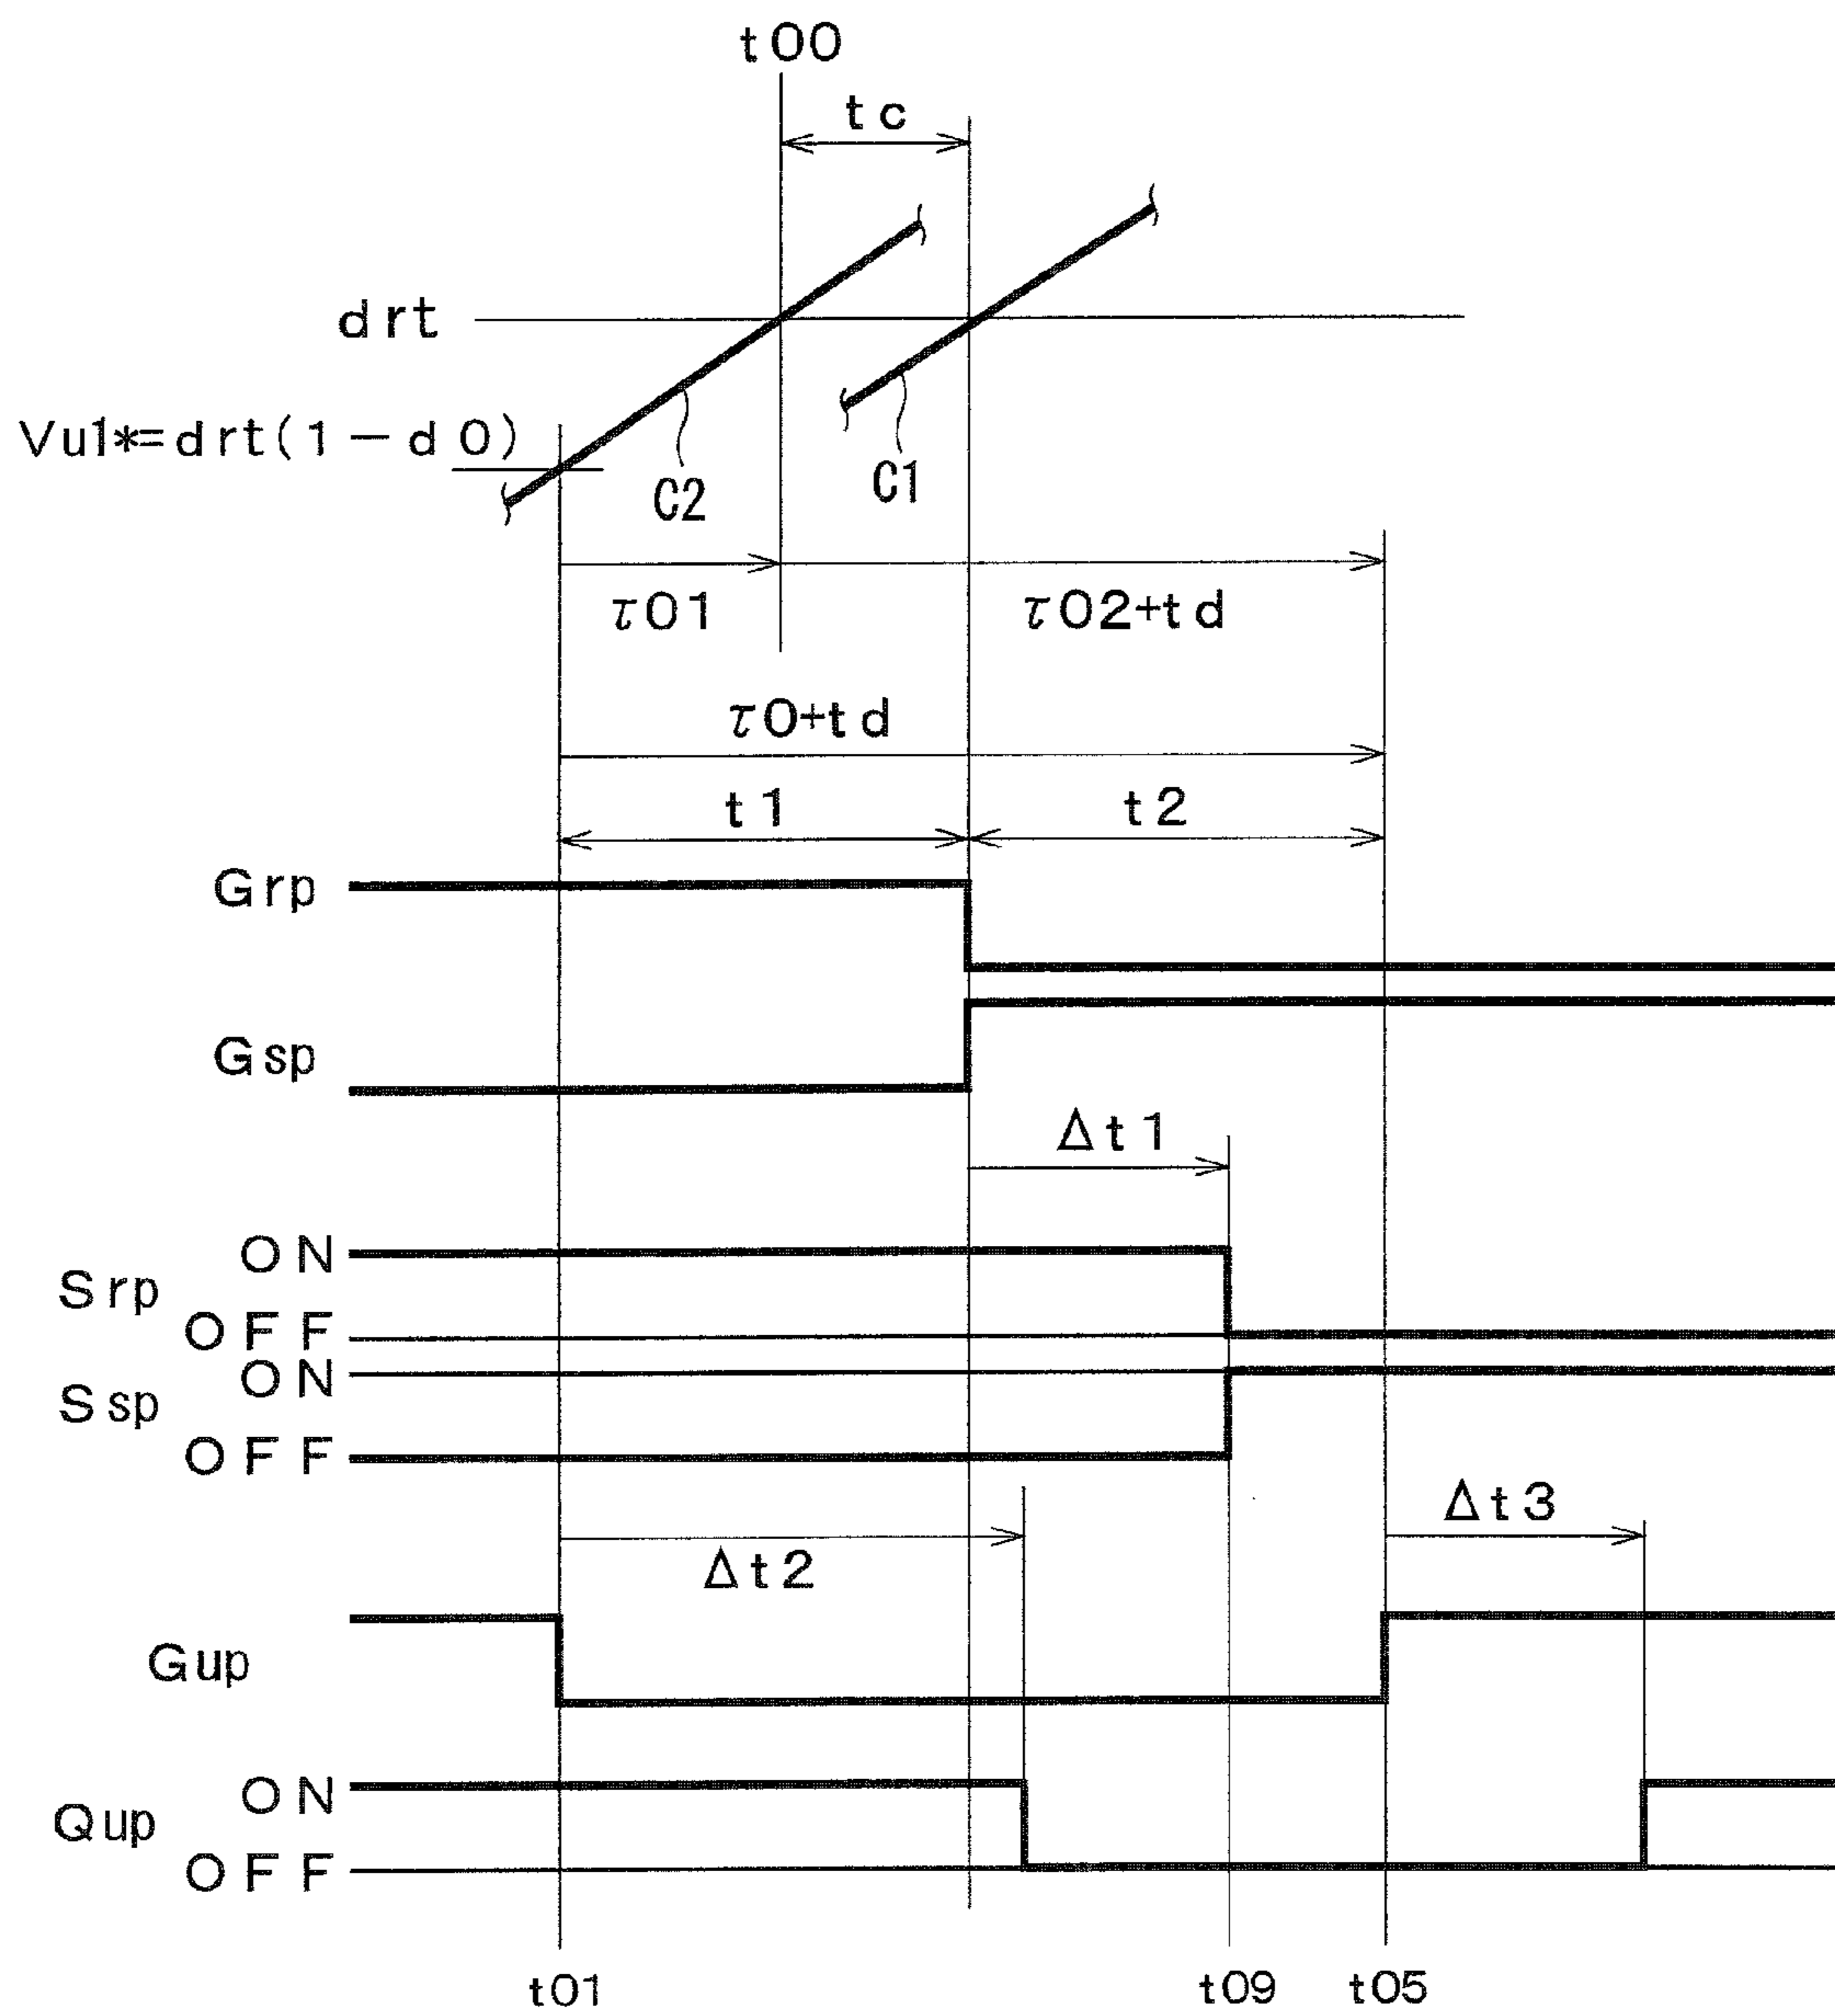 t00
tc
drt
Vu1*=drt(1−d0)
C2
C1
τ01
τ02+td
τ0+td
t1
t2
Grp
Gsp
Δt1
Srp
ON
OFF
Ssp
ON
OFF
Δt3
Δt2
Gup
Qup
ON
OFF
t01
t09
t05